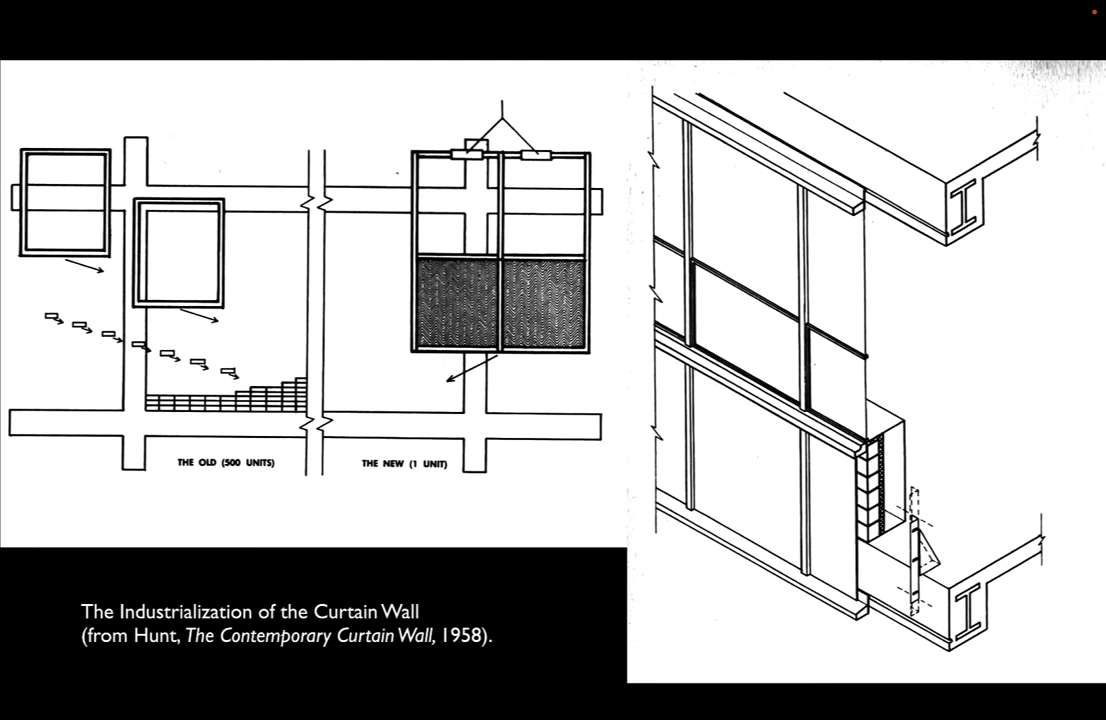 THE OLD (500 UNITS)
THE NEW (1 UNIT)
The Industrialization of the Curtain Wall
(from Hunt, The Contemporary Curtain Wall, 1958).